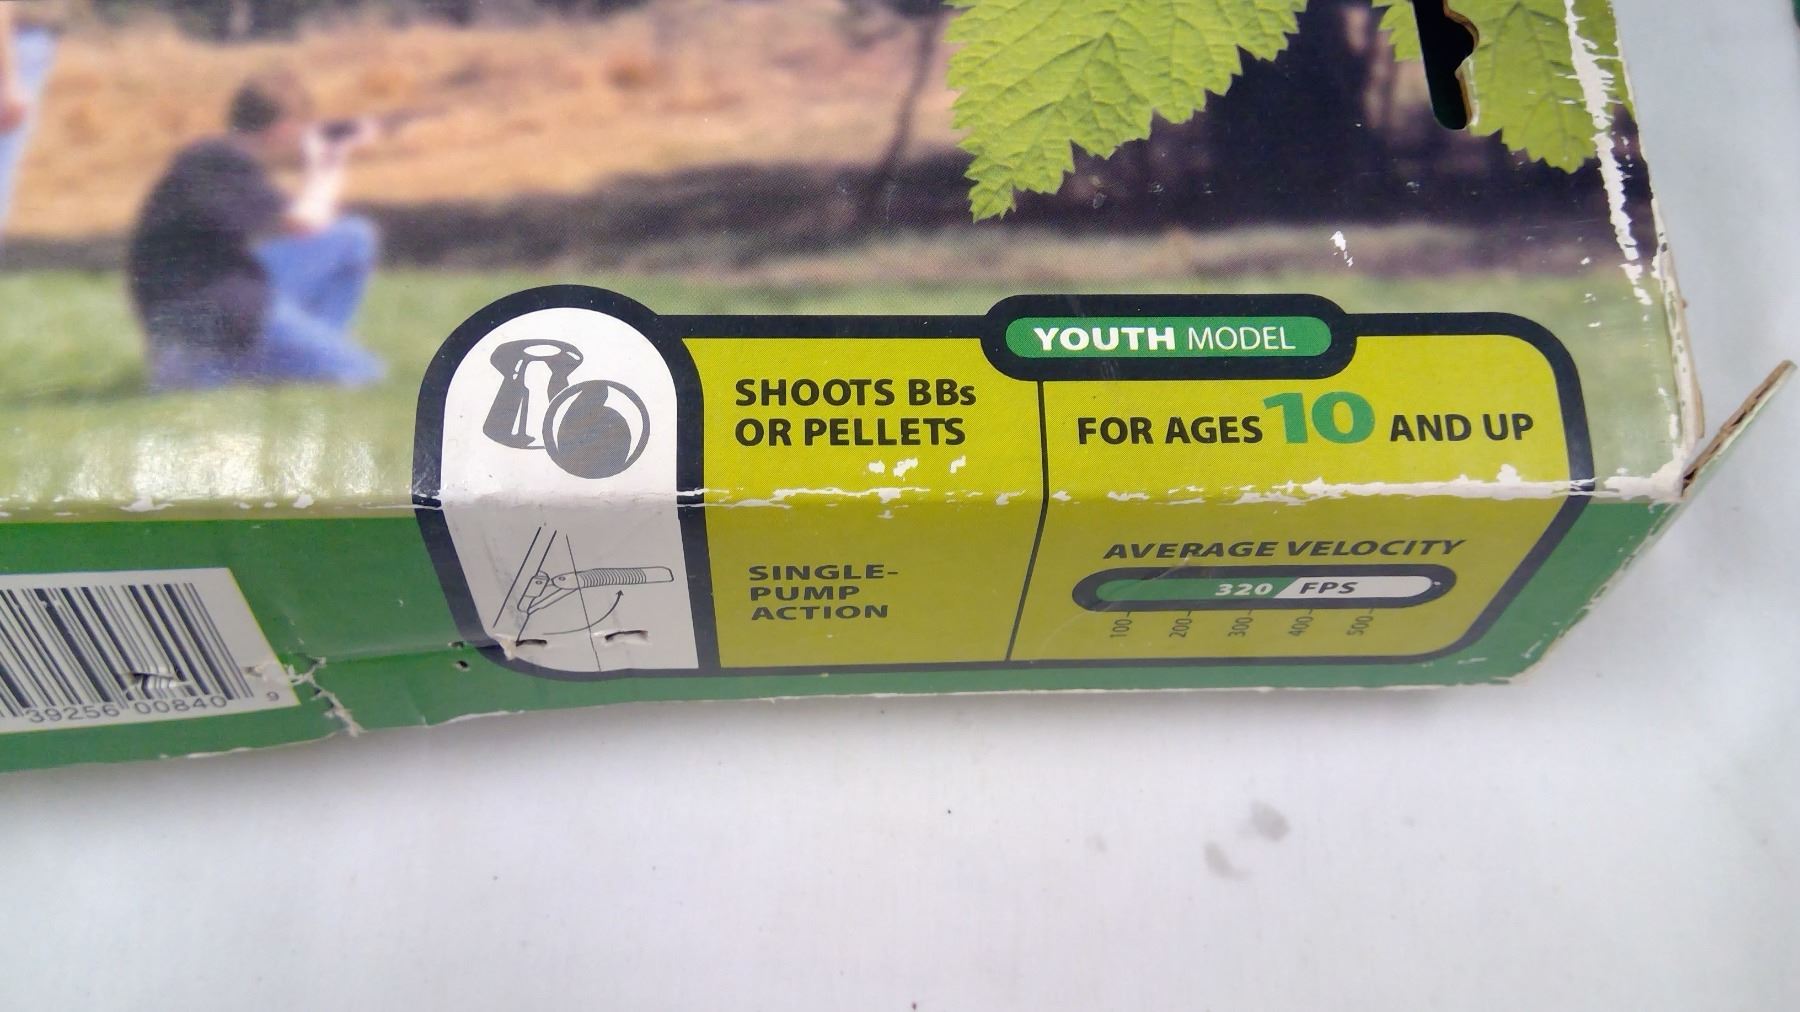 YOUTH MODEL
SHOOTS BBs
OR PELLETS
FOR AGES 10 AND UP
SINGLE-
PUMP
ACTION
AVERAGE VELOCITY
320 FPS
100
200
300
400
500
39256 00840 9